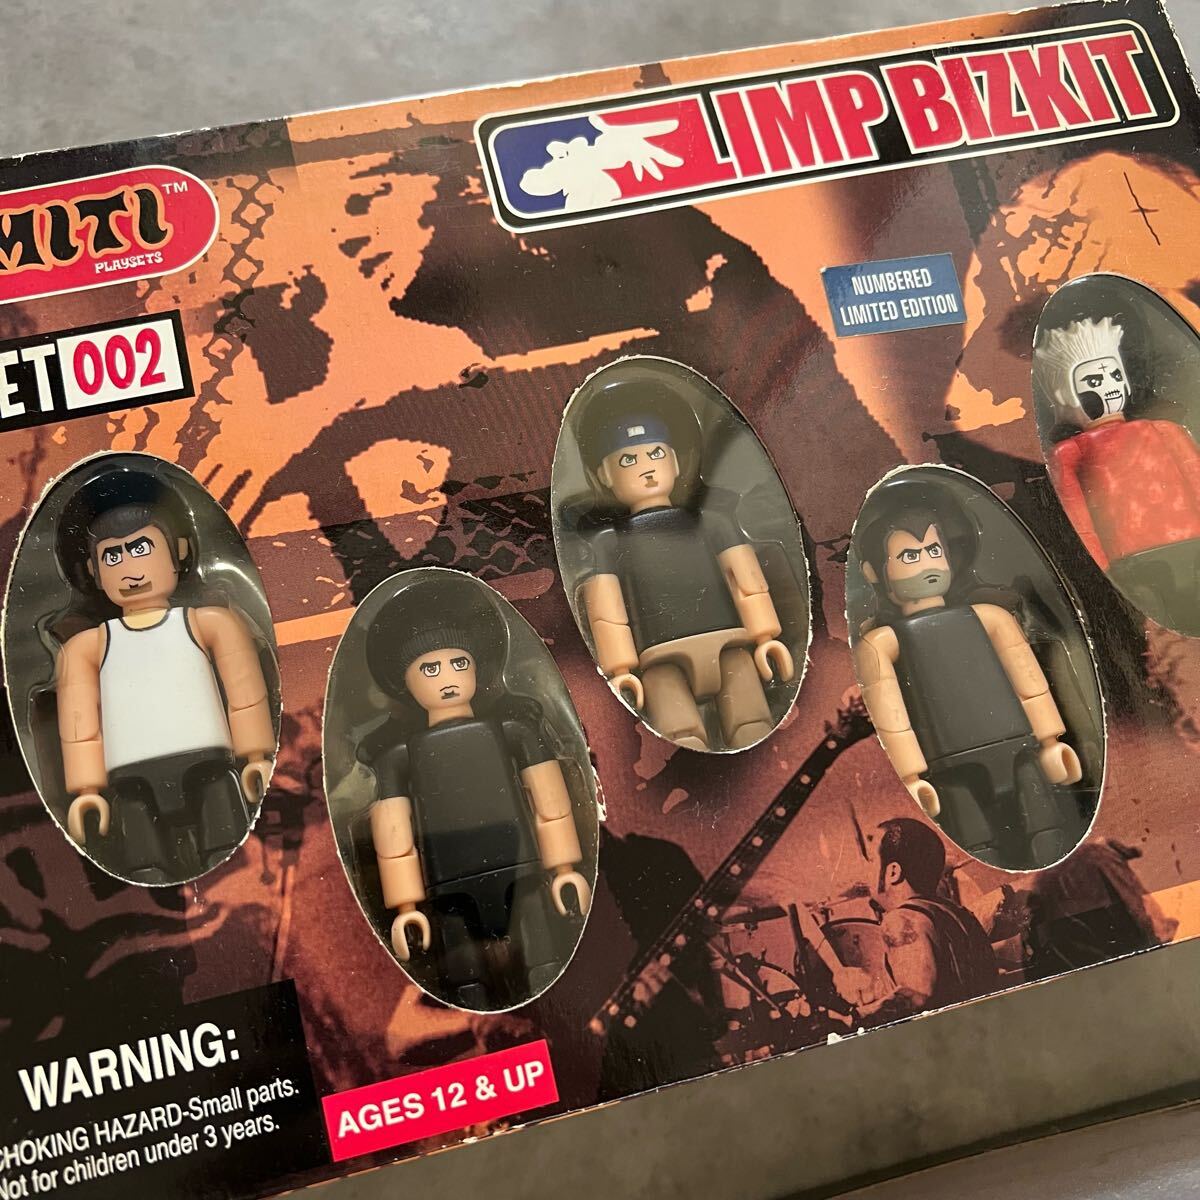 LIMP BIZKIT
MITI™
PLAYSETS
NUMBERED
LIMITED EDITION
ET 002
WARNING:
CHOKING HAZARD-Small parts.
Not for children under 3 years.
AGES 12 & UP